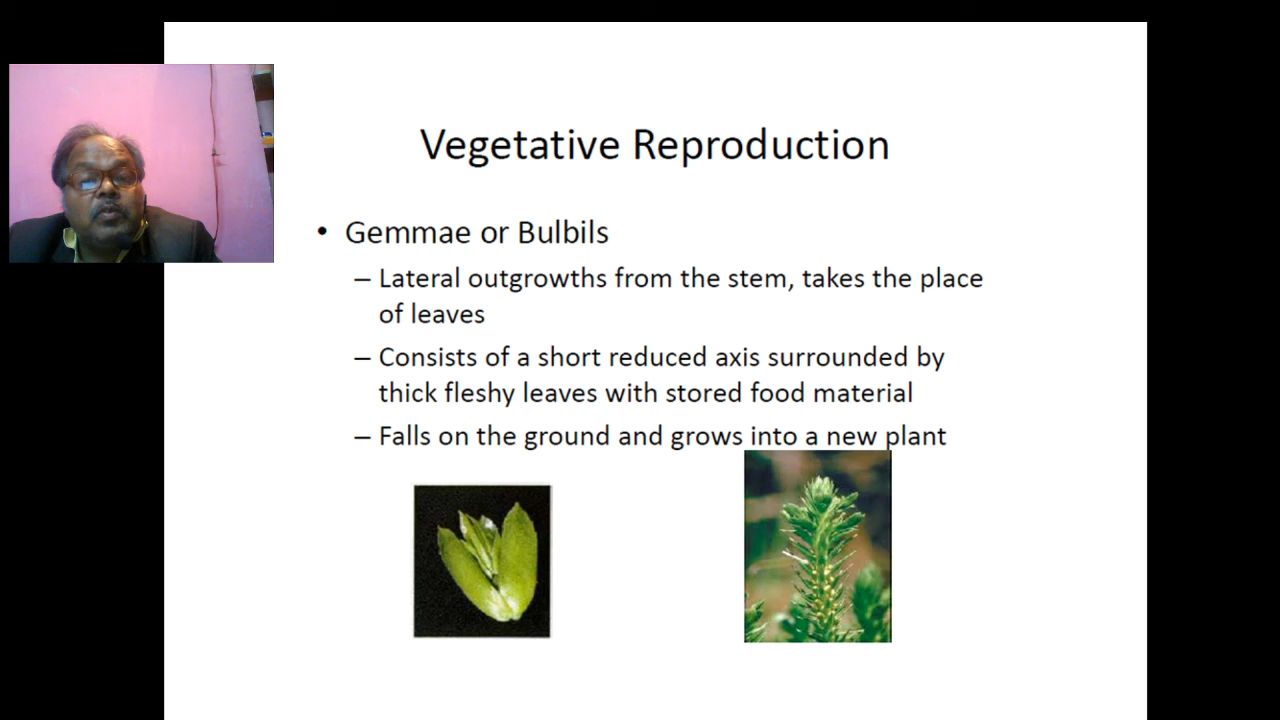 Vegetative Reproduction
• Gemmae or Bulbils
– Lateral outgrowths from the stem, takes the place
of leaves
– Consists of a short reduced axis surrounded by
thick fleshy leaves with stored food material
– Falls on the ground and grows into a new plant